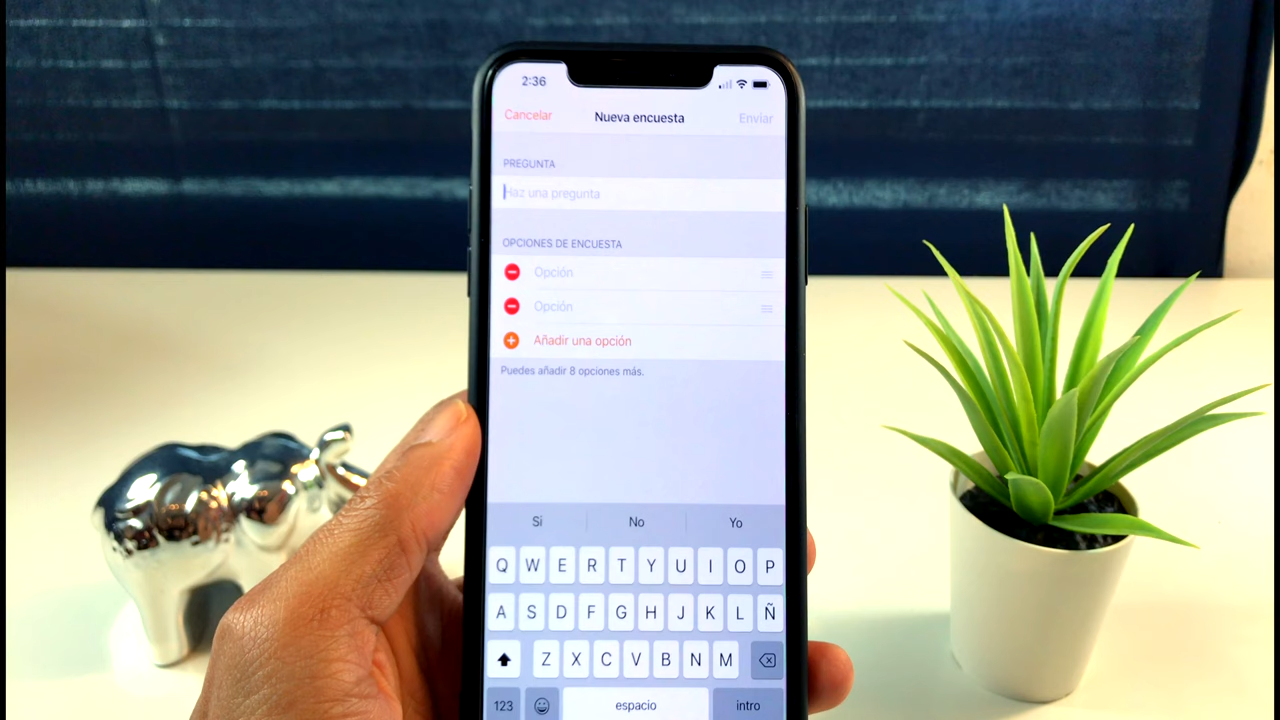 2:36
Cancelar Nueva encuesta Enviar
PREGUNTA
Haz una pregunta
OPCIONES DE ENCUESTA
Opción
Opción
Añadir una opción
Puedes añadir 8 opciones más.
Sí No Yo
Q W E R T Y U I O P
A S D F G H J K L Ñ
Z X C V B N M
123 espacio intro